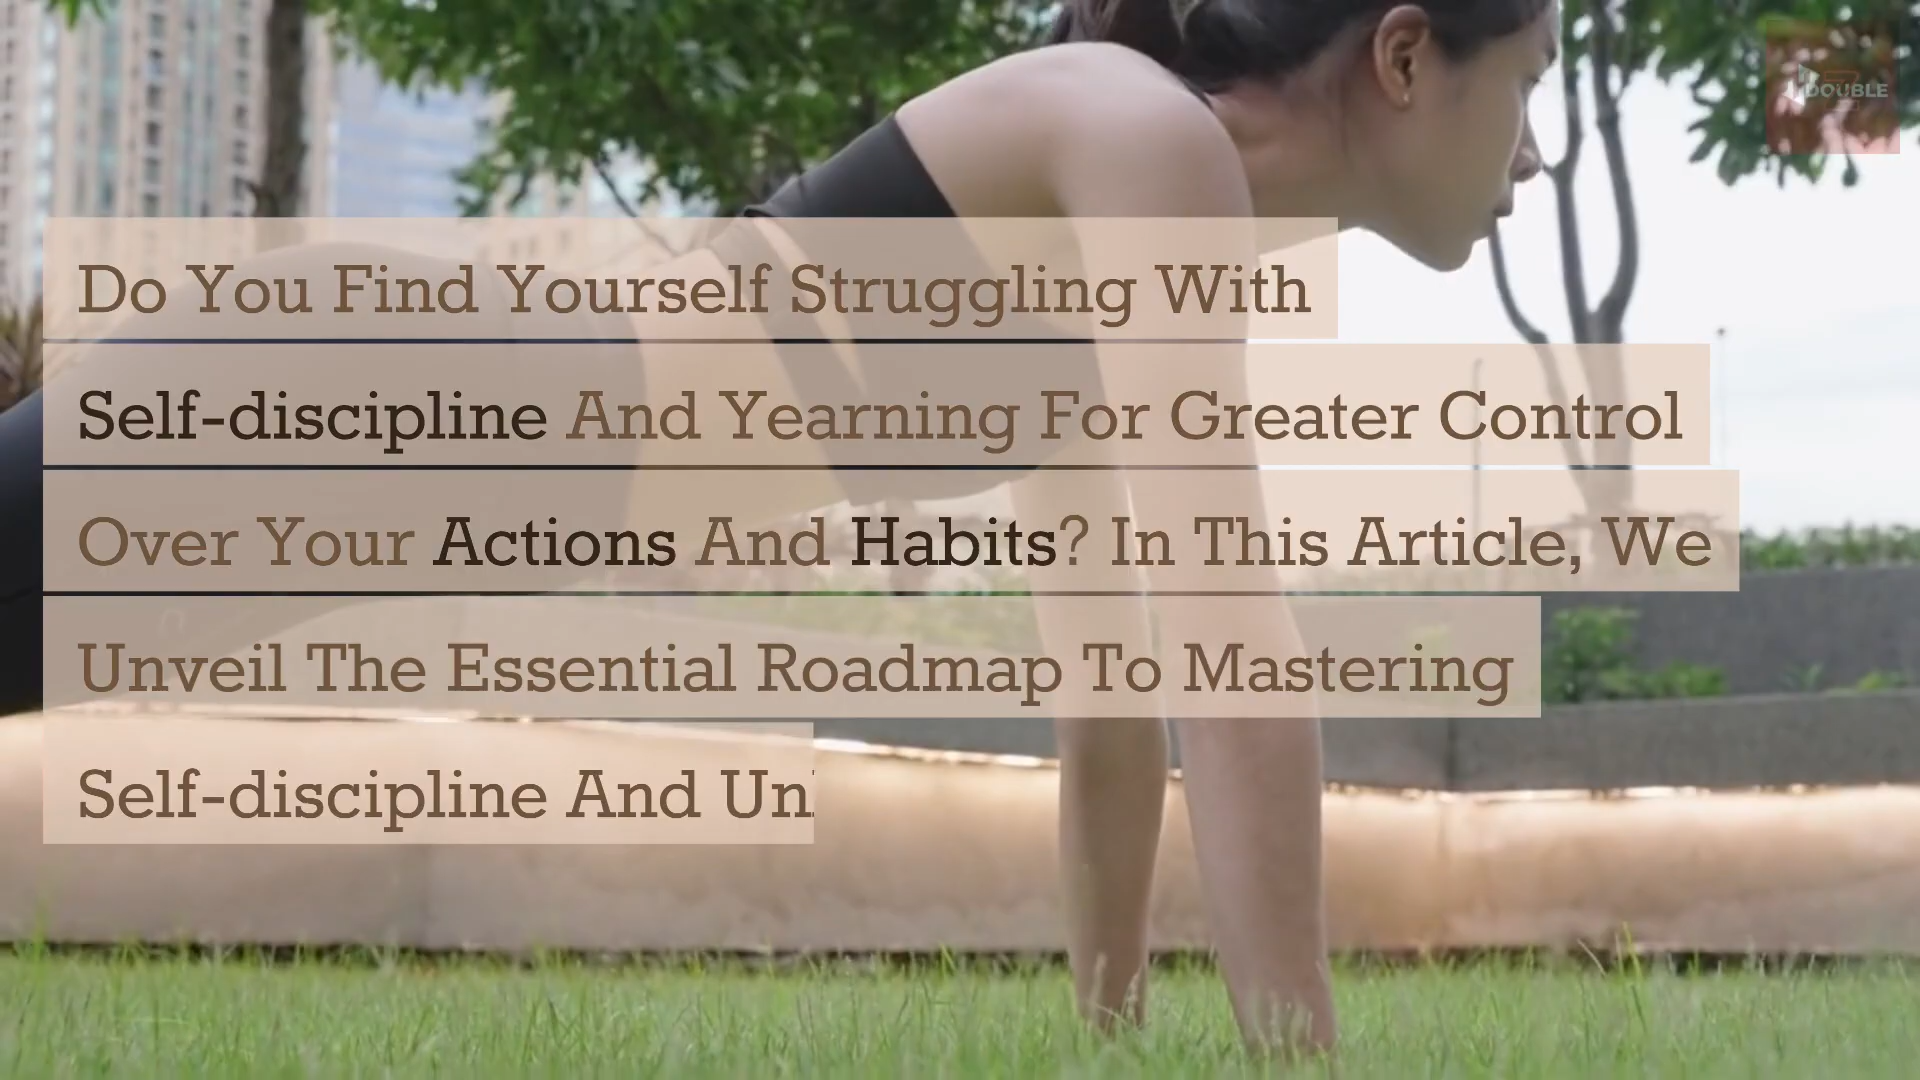 DOUBLE
Do You Find Yourself Struggling With
Self-discipline And Yearning For Greater Control
Over Your Actions And Habits? In This Article, We
Unveil The Essential Roadmap To Mastering
Self-discipline And